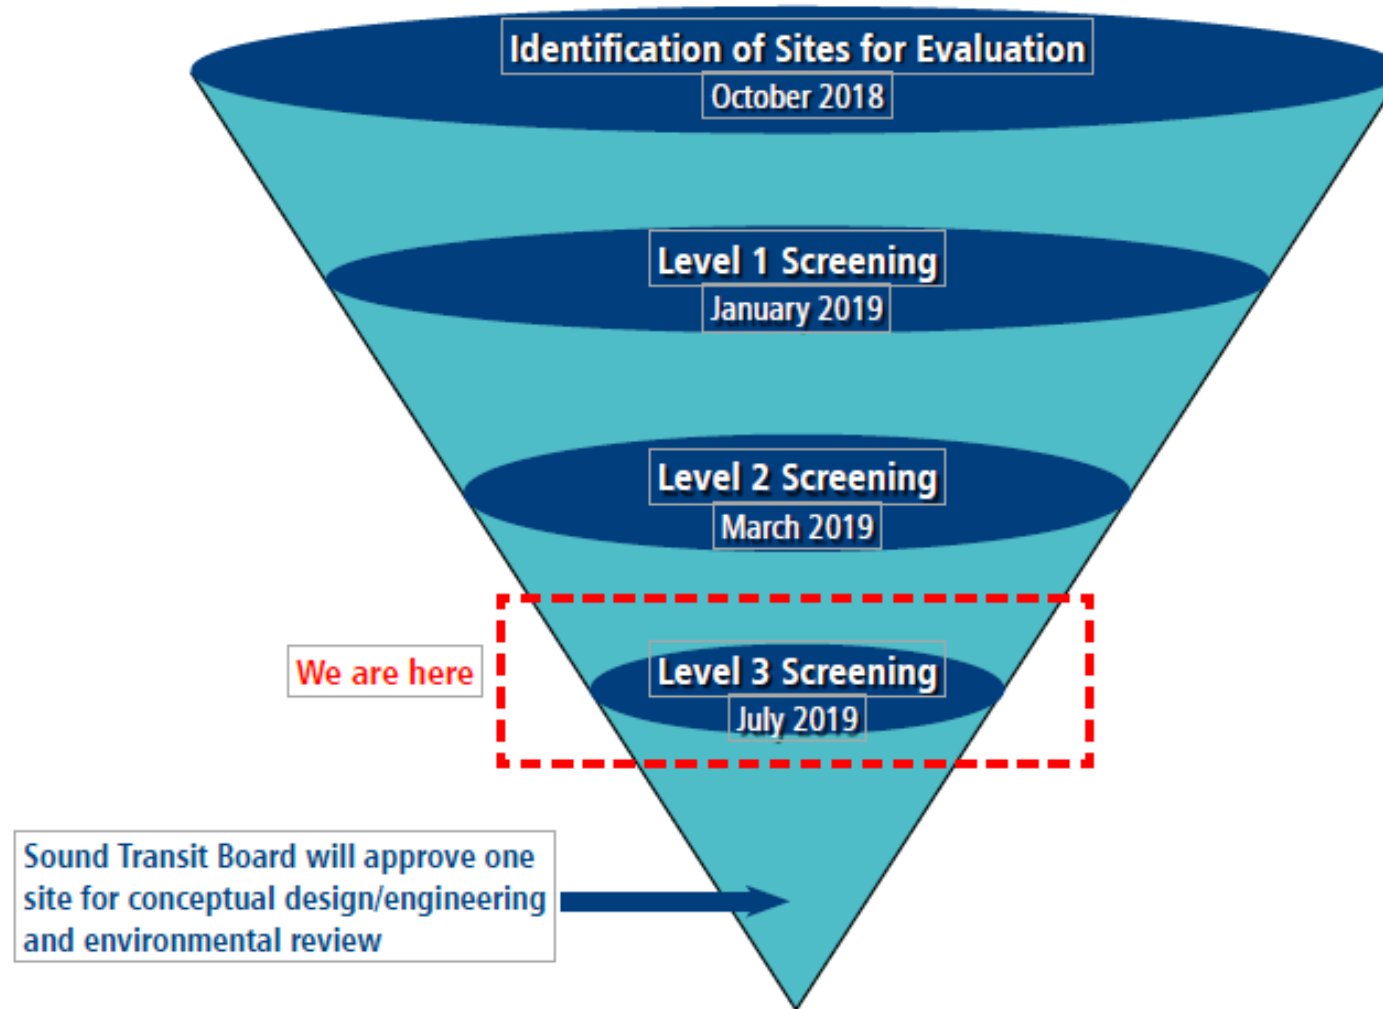 Identification of Sites for Evaluation
October 2018
Level 1 Screening
January 2019
Level 2 Screening
March 2019
We are here
Level 3 Screening
July 2019
Sound Transit Board will approve one
site for conceptual design/engineering
and environmental review